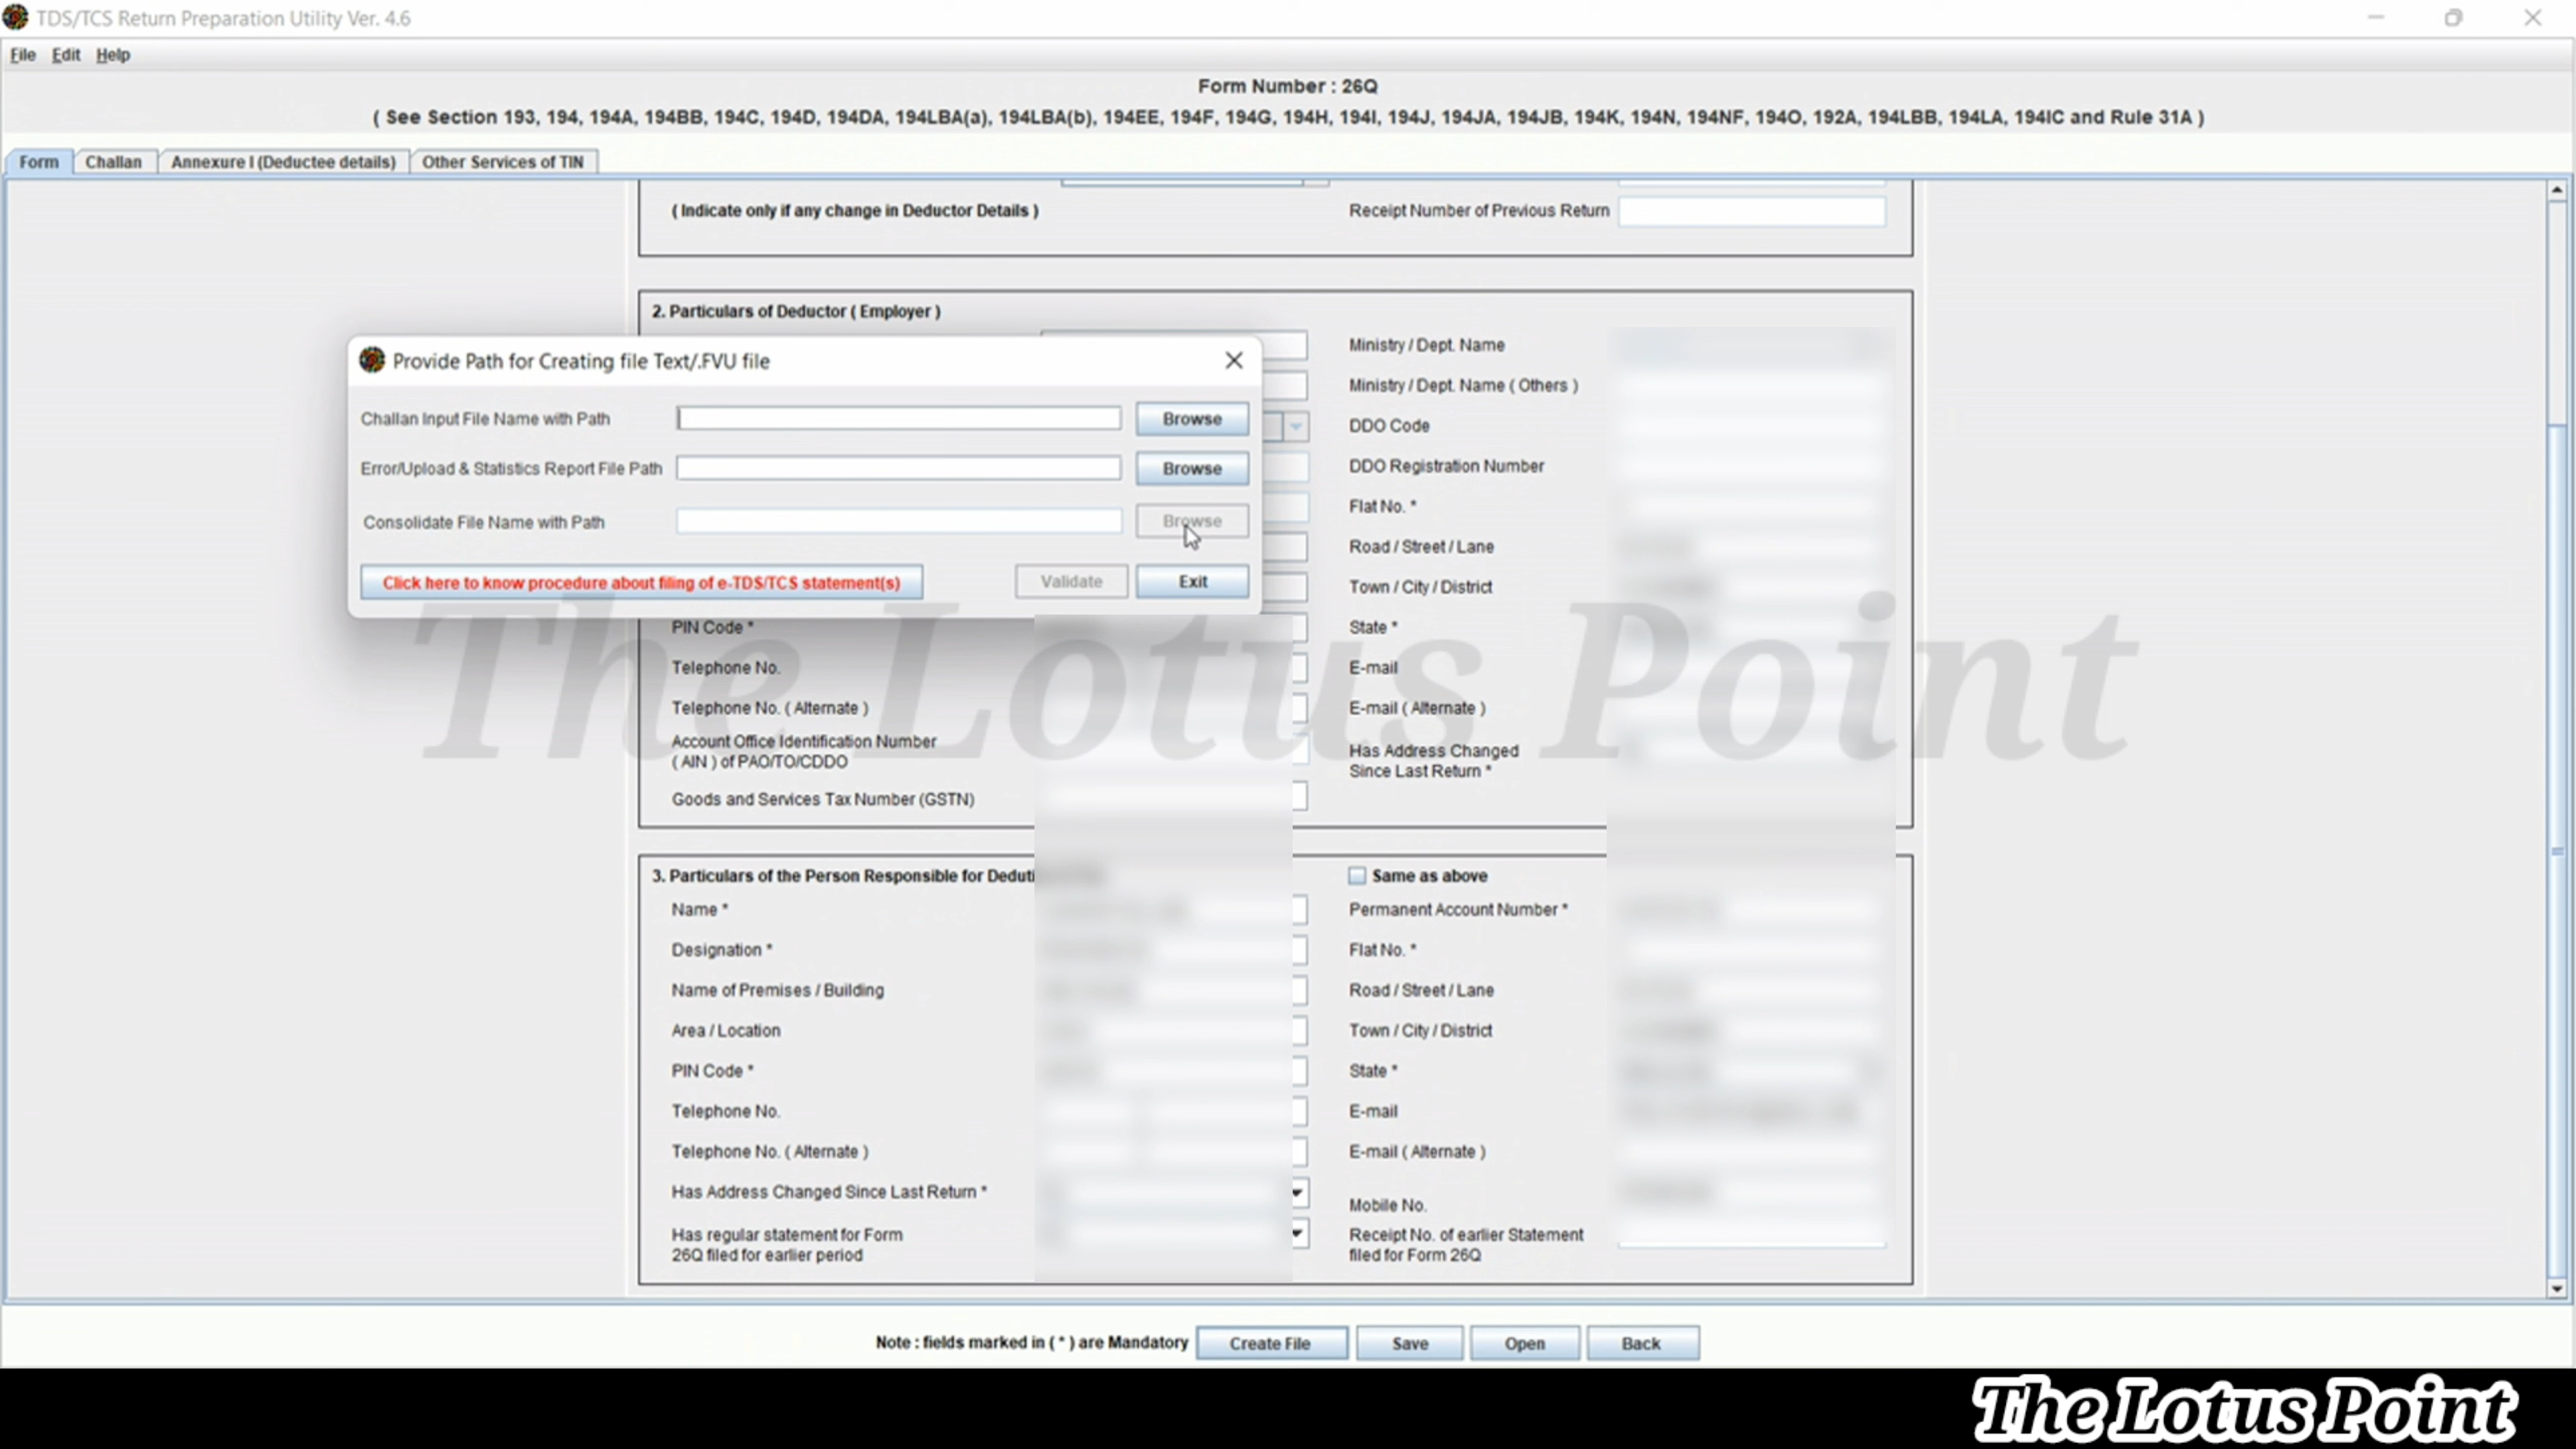 TDS/TCS Return Preparation Utility Ver. 4.6
File Edit Help
Form Number : 26Q
( See Section 193, 194, 194A, 194BB, 194C, 194D, 194DA, 194LBA(a), 194LBA(b), 194EE, 194F, 194G, 194H, 194I, 194J, 194JA, 194JB, 194K, 194N, 194NF, 194O, 192A, 194LBB, 194LA, 194IC and Rule 31A )
Form Challan Annexure I (Deductee details) Other Services of TIN
( Indicate only if any change in Deductor Details ) Receipt Number of Previous Return
2. Particulars of Deductor ( Employer )
Ministry / Dept. Name
Ministry / Dept. Name ( Others )
DDO Code
DDO Registration Number
Flat No. *
Road / Street / Lane
Town / City / District
Provide Path for Creating file Text/.FVU file
Challan Input File Name with Path Browse
Error/Upload & Statistics Report File Path Browse
Consolidate File Name with Path Browse
Click here to know procedure about filing of e-TDS/TCS statement(s) Validate Exit
PIN Code * State *
Telephone No. E-mail
The Lotus Point
Telephone No. ( Alternate ) E-mail ( Alternate )
Account Office Identification Number
( AIN ) of PAO/TO/CDDO
Has Address Changed
Since Last Return *
Goods and Services Tax Number (GSTN)
3. Particulars of the Person Responsible for Deducti Same as above
Name * Permanent Account Number *
Designation * Flat No. *
Name of Premises / Building Road / Street / Lane
Area / Location Town / City / District
PIN Code * State *
Telephone No. E-mail
Telephone No. ( Alternate ) E-mail ( Alternate )
Has Address Changed Since Last Return * Mobile No.
Has regular statement for Form
26Q filed for earlier period
Receipt No. of earlier Statement
filed for Form 26Q
Note : fields marked in ( * ) are Mandatory Create File Save Open Back
The Lotus Point